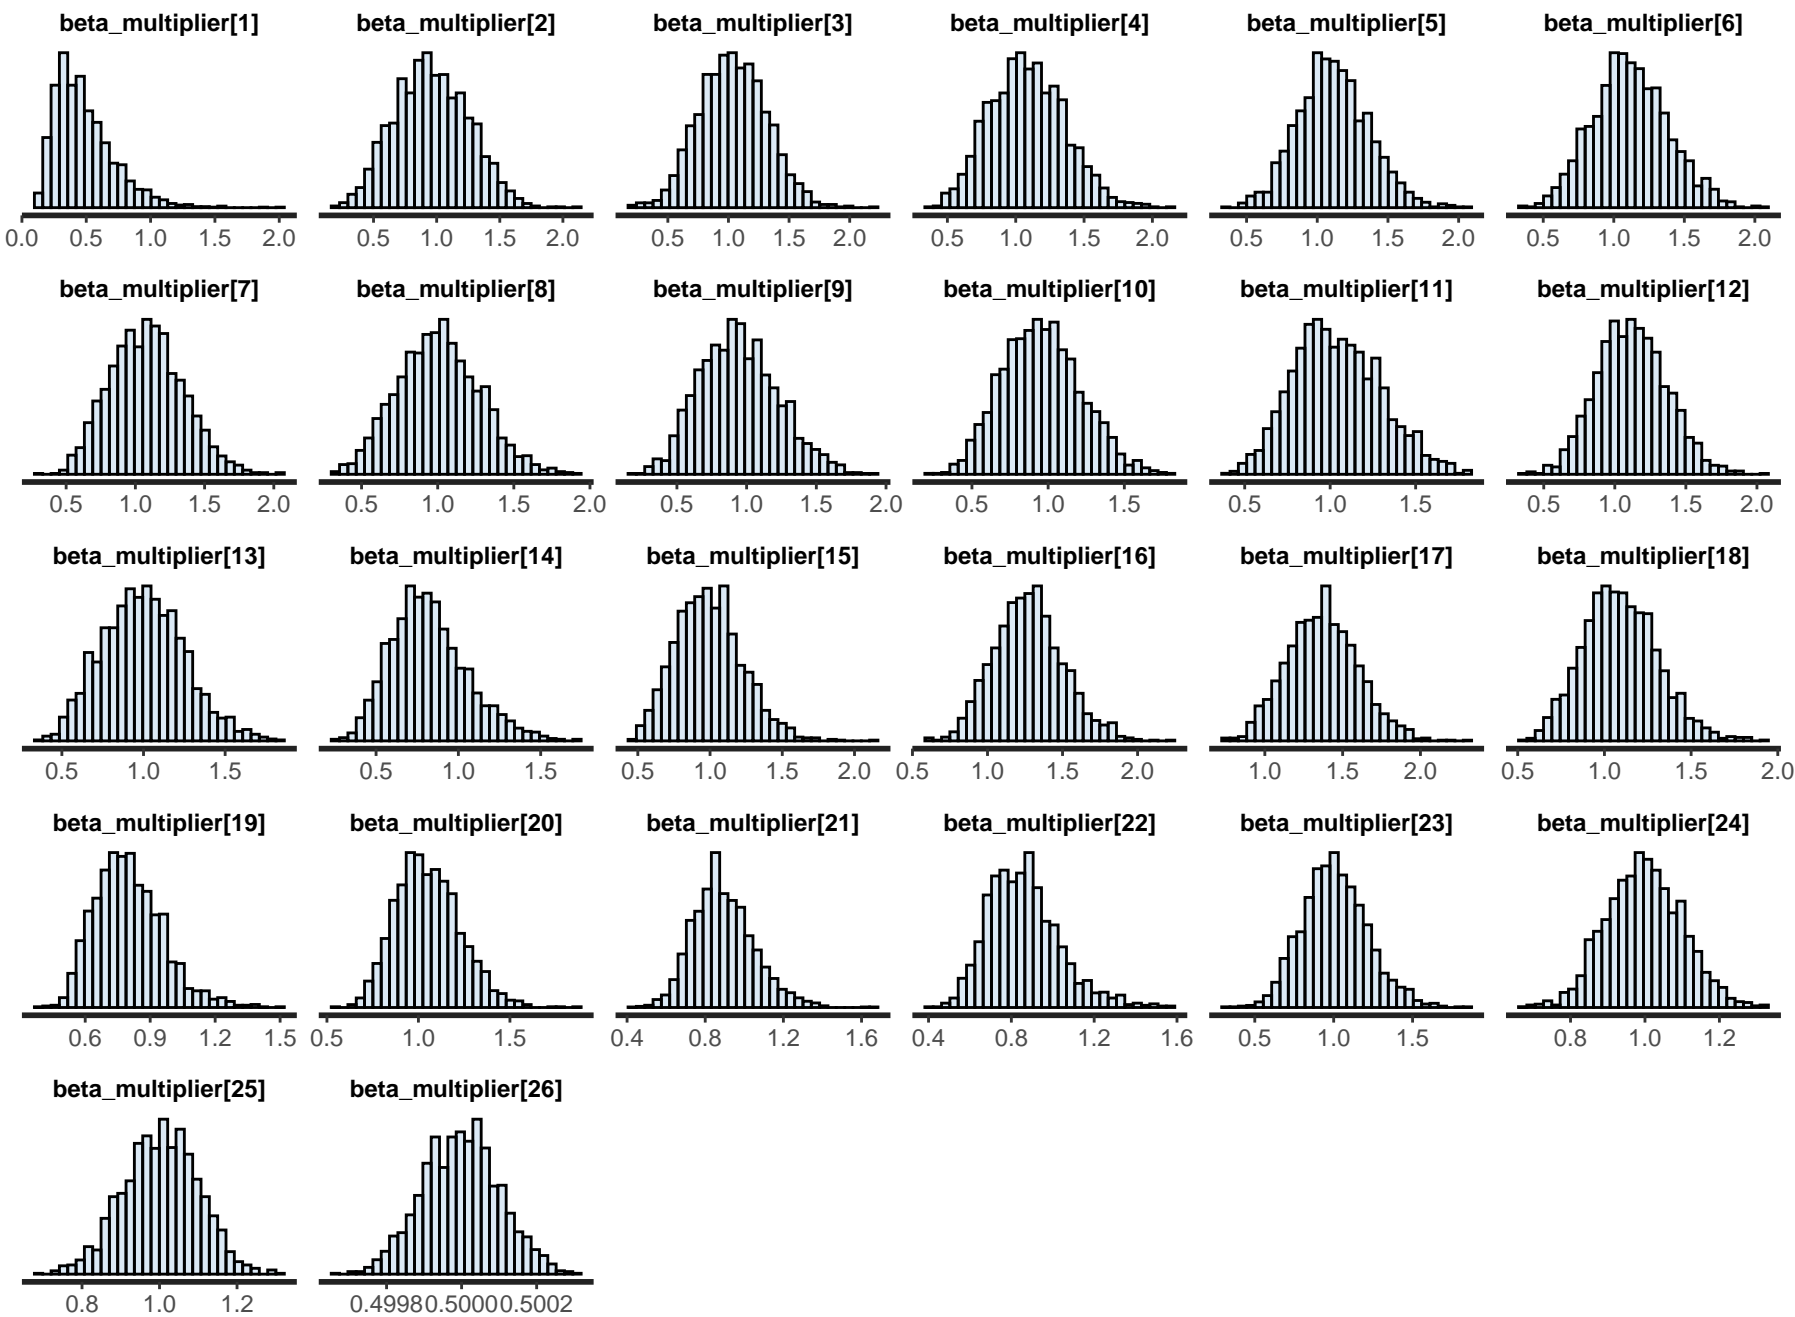 beta_multiplier[1] beta_multiplier[2] beta_multiplier[3] beta_multiplier[4] beta_multiplier[5] beta_multiplier[6]
0.0 0.5 1.0 1.5 2.0 0.5 1.0 1.5 2.0 0.5 1.0 1.5 2.0 0.5 1.0 1.5 2.0 0.5 1.0 1.5 2.0 0.5 1.0 1.5 2.0
beta_multiplier[7] beta_multiplier[8] beta_multiplier[9] beta_multiplier[10] beta_multiplier[11] beta_multiplier[12]
0.5 1.0 1.5 2.0 0.5 1.0 1.5 2.0 0.5 1.0 1.5 2.0 0.5 1.0 1.5 0.5 1.0 1.5 0.5 1.0 1.5 2.0
beta_multiplier[13] beta_multiplier[14] beta_multiplier[15] beta_multiplier[16] beta_multiplier[17] beta_multiplier[18]
0.5 1.0 1.5 0.5 1.0 1.5 0.5 1.0 1.5 2.0 0.5 1.0 1.5 2.0 1.0 1.5 2.0 0.5 1.0 1.5 2.0
beta_multiplier[19] beta_multiplier[20] beta_multiplier[21] beta_multiplier[22] beta_multiplier[23] beta_multiplier[24]
0.6 0.9 1.2 1.5 0.5 1.0 1.5 0.4 0.8 1.2 1.6 0.4 0.8 1.2 1.6 0.5 1.0 1.5 0.8 1.0 1.2
beta_multiplier[25] beta_multiplier[26]
0.8 1.0 1.2 0.4998 0.5000 0.5002